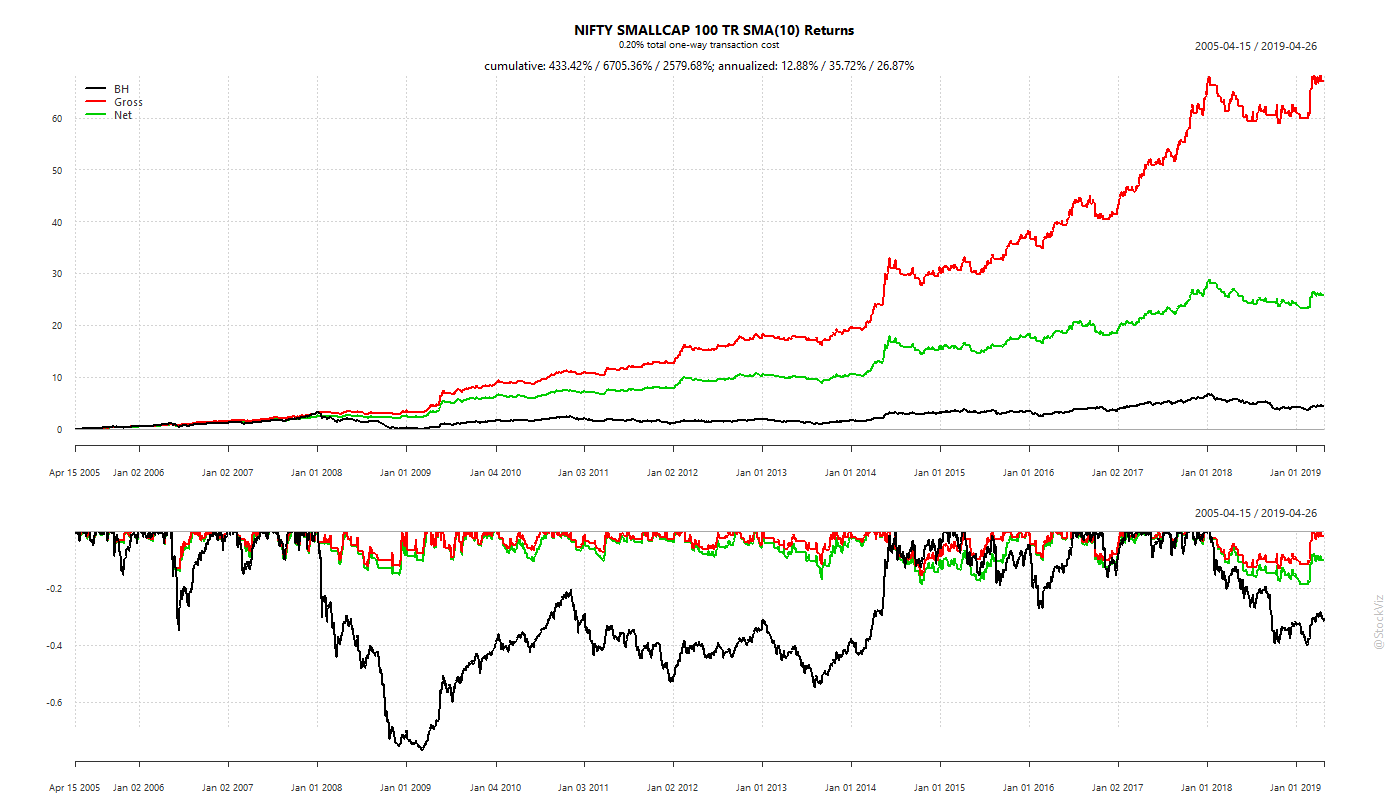 NIFTY SMALLCAP 100 TR SMA(10) Returns
0.20% total one-way transaction cost
2005-04-15 / 2019-04-26
cumulative: 433.42% / 6705.36% / 2579.68%; annualized: 12.88% / 35.72% / 26.87%
BH
Gross
Net
60
50
40
30
20
10
0
Apr 15 2005 Jan 02 2006 Jan 02 2007 Jan 01 2008 Jan 01 2009 Jan 04 2010 Jan 03 2011 Jan 02 2012 Jan 01 2013 Jan 01 2014 Jan 01 2015 Jan 01 2016 Jan 02 2017 Jan 01 2018 Jan 01 2019
2005-04-15 / 2019-04-26
-0.2
-0.4
-0.6
Apr 15 2005 Jan 02 2006 Jan 02 2007 Jan 01 2008 Jan 01 2009 Jan 04 2010 Jan 03 2011 Jan 02 2012 Jan 01 2013 Jan 01 2014 Jan 01 2015 Jan 01 2016 Jan 02 2017 Jan 01 2018 Jan 01 2019
@StockViz